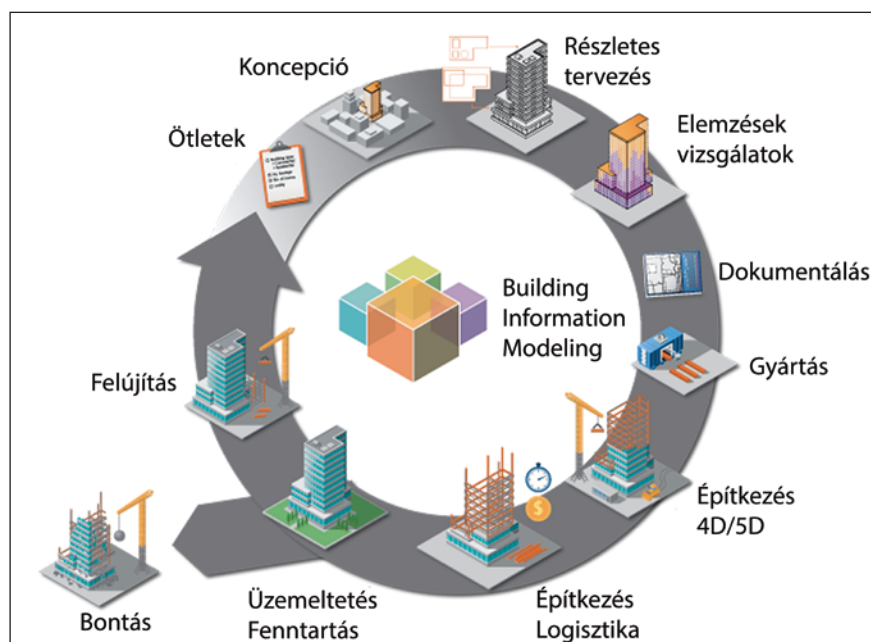 Koncepció
Részletes
tervezés
Ötletek
Elemzések
vizsgálatok
Dokumentálás
Building
Information
Modeling
Gyártás
Felújítás
Építkezés
4D/5D
Építkezés
Logisztika
Üzemeltetés
Fenntartás
Bontás
$